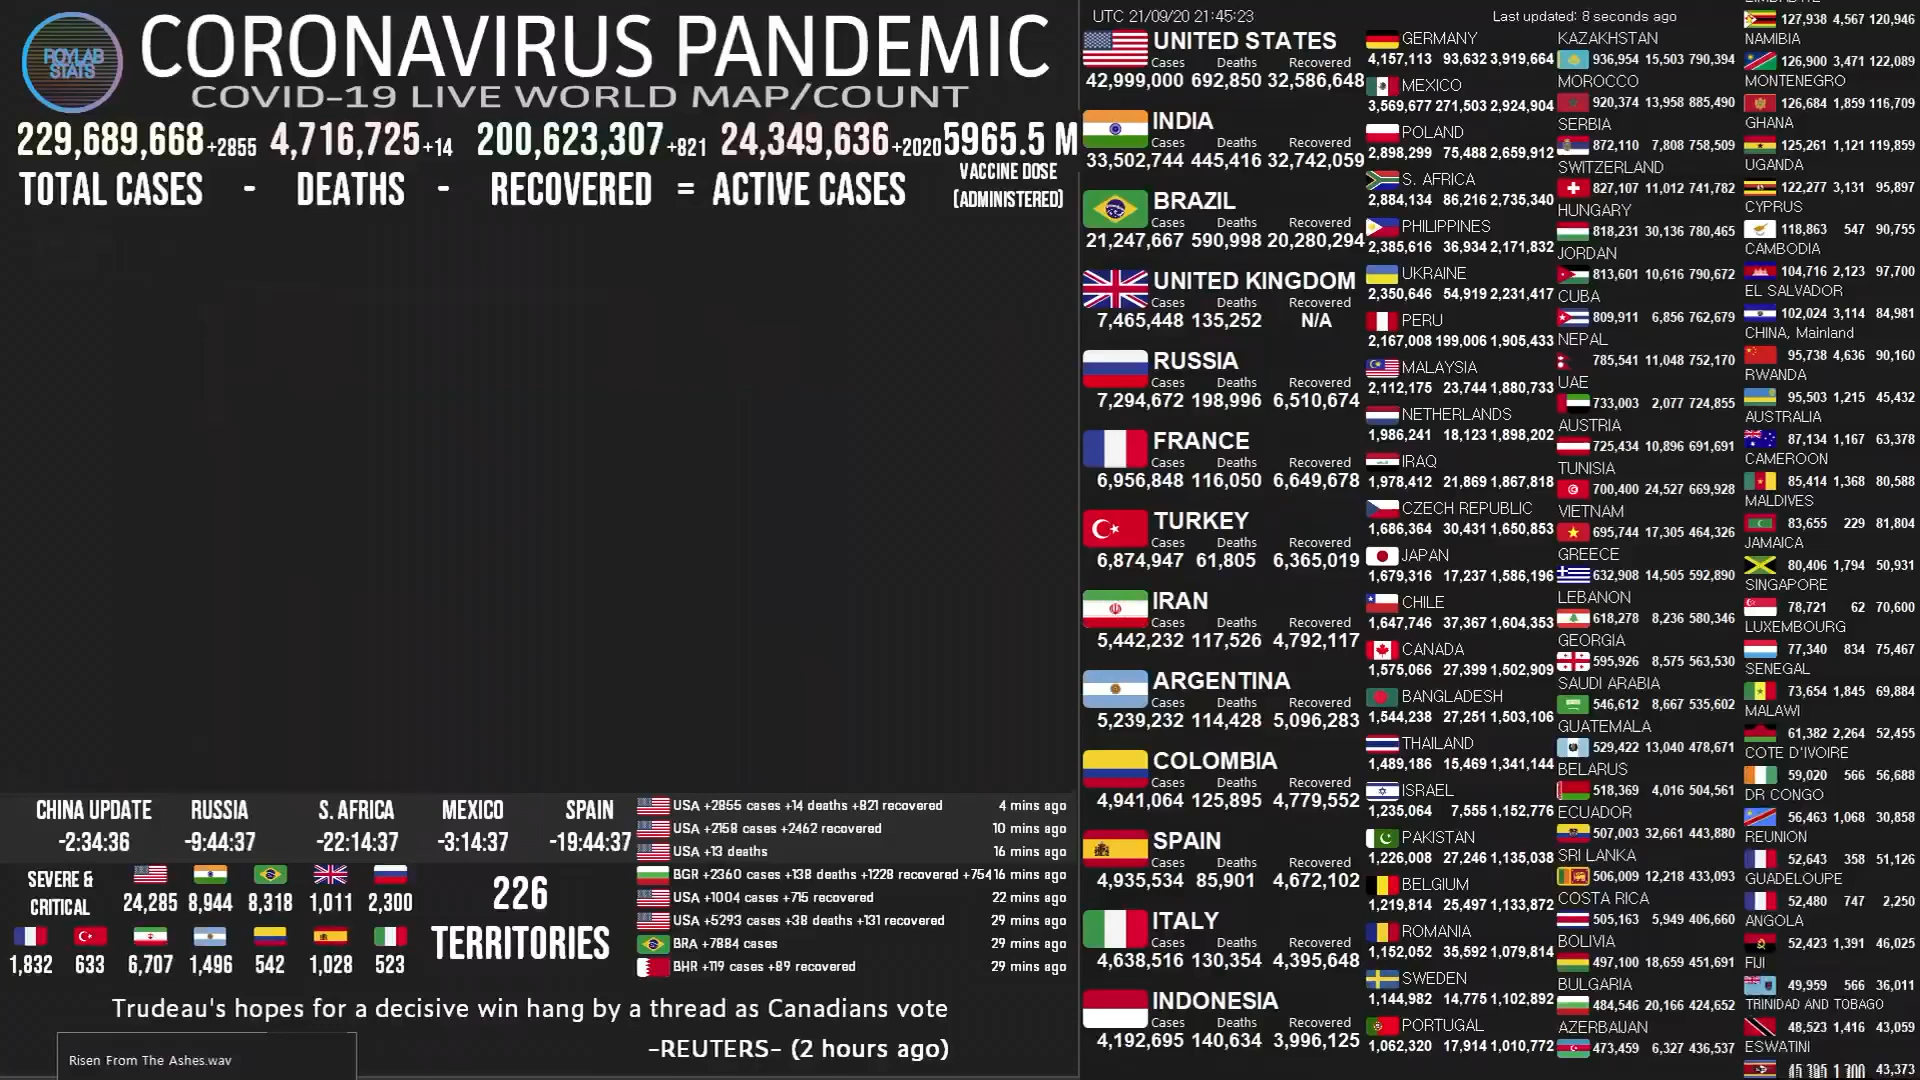 ROYLAB
STATS
CORONAVIRUS PANDEMIC
COVID-19 LIVE WORLD MAP/COUNT
229,689,668 +2855 4,716,725 +14 200,623,307 +821 24,349,636 +2020 5965.5 M
TOTAL CASES - DEATHS - RECOVERED = ACTIVE CASES
VACCINE DOSE
(ADMINISTERED)
CHINA UPDATE RUSSIA S. AFRICA MEXICO SPAIN
-2:34:36 -9:44:37 -22:14:37 -3:14:37 -19:44:37
SEVERE &
CRITICAL
24,285 8,944 8,318 1,011 2,300
1,832 633 6,707 1,496 542 1,028 523
226
TERRITORIES
USA +2855 cases +14 deaths +821 recovered 4 mins ago
USA +2158 cases +2462 recovered 10 mins ago
USA +13 deaths 16 mins ago
BGR +2360 cases +138 deaths +1228 recovered +754 16 mins ago
USA +1004 cases +715 recovered 22 mins ago
USA +5293 cases +38 deaths +131 recovered 29 mins ago
BRA +7884 cases 29 mins ago
BHR +119 cases +89 recovered 29 mins ago
Trudeau's hopes for a decisive win hang by a thread as Canadians vote
-REUTERS- (2 hours ago)
Risen From The Ashes.wav
UTC 21/09/20 21:45:23
Last updated: 8 seconds ago
UNITED STATES
Cases Deaths Recovered
42,999,000 692,850 32,586,648
INDIA
Cases Deaths Recovered
33,502,744 445,416 32,742,059
BRAZIL
Cases Deaths Recovered
21,247,667 590,998 20,280,294
UNITED KINGDOM
Cases Deaths Recovered
7,465,448 135,252 N/A
RUSSIA
Cases Deaths Recovered
7,294,672 198,996 6,510,674
FRANCE
Cases Deaths Recovered
6,956,848 116,050 6,649,678
TURKEY
Cases Deaths Recovered
6,874,947 61,805 6,365,019
IRAN
Cases Deaths Recovered
5,442,232 117,526 4,792,117
ARGENTINA
Cases Deaths Recovered
5,239,232 114,428 5,096,283
COLOMBIA
Cases Deaths Recovered
4,941,064 125,895 4,779,552
SPAIN
Cases Deaths Recovered
4,935,534 85,901 4,672,102
ITALY
Cases Deaths Recovered
4,638,516 130,354 4,395,648
INDONESIA
Cases Deaths Recovered
4,192,695 140,634 3,996,125
GERMANY
4,157,113 93,632 3,919,664
MEXICO
3,569,677 271,503 2,924,904
POLAND
2,898,299 75,488 2,659,912
S. AFRICA
2,884,134 86,216 2,735,340
PHILIPPINES
2,385,616 36,934 2,171,832
UKRAINE
2,350,646 54,919 2,231,417
PERU
2,167,008 199,006 1,905,433
MALAYSIA
2,112,175 23,744 1,880,733
NETHERLANDS
1,986,241 18,123 1,898,202
IRAQ
1,978,412 21,869 1,867,818
CZECH REPUBLIC
1,686,364 30,431 1,650,853
JAPAN
1,679,316 17,237 1,586,196
CHILE
1,647,746 37,367 1,604,353
CANADA
1,575,066 27,399 1,502,909
BANGLADESH
1,544,238 27,251 1,503,106
THAILAND
1,489,186 15,469 1,341,144
ISRAEL
1,235,064 7,555 1,152,776
PAKISTAN
1,226,008 27,246 1,135,038
BELGIUM
1,219,814 25,497 1,133,872
ROMANIA
1,152,052 35,592 1,079,814
SWEDEN
1,144,982 14,775 1,102,892
PORTUGAL
1,062,320 17,914 1,010,772
KAZAKHSTAN
936,954 15,503 790,394
MOROCCO
920,374 13,958 885,490
SERBIA
872,110 7,808 758,509
SWITZERLAND
827,107 11,012 741,782
HUNGARY
818,231 30,136 780,465
JORDAN
813,601 10,616 790,672
CUBA
809,911 6,856 762,679
NEPAL
785,541 11,048 752,170
UAE
733,003 2,077 724,855
AUSTRIA
725,434 10,896 691,691
TUNISIA
700,400 24,527 669,928
VIETNAM
695,744 17,305 464,326
GREECE
632,908 14,505 592,890
LEBANON
618,278 8,236 580,346
GEORGIA
595,926 8,575 563,530
SAUDI ARABIA
546,612 8,667 535,602
GUATEMALA
529,422 13,040 478,671
BELARUS
518,369 4,016 504,561
ECUADOR
507,003 32,661 443,880
SRI LANKA
506,009 12,218 433,093
COSTA RICA
505,163 5,949 406,660
BOLIVIA
497,100 18,659 451,691
BULGARIA
484,546 20,166 424,652
AZERBAIJAN
473,459 6,327 436,537
127,938 4,567 120,946
NAMIBIA
126,900 3,471 122,089
MONTENEGRO
126,684 1,859 116,709
GHANA
125,261 1,121 119,859
UGANDA
122,277 3,131 95,897
CYPRUS
118,863 547 90,755
CAMBODIA
104,716 2,123 97,700
EL SALVADOR
102,024 3,114 84,981
CHINA, Mainland
95,738 4,636 90,160
RWANDA
95,503 1,215 45,432
AUSTRALIA
87,134 1,167 63,378
CAMEROON
85,414 1,368 80,588
MALDIVES
83,655 229 81,804
JAMAICA
80,406 1,794 50,931
SINGAPORE
78,721 62 70,600
LUXEMBOURG
77,340 834 75,467
SENEGAL
73,654 1,845 69,884
MALAWI
61,382 2,264 52,455
COTE D'IVOIRE
59,020 566 56,688
DR CONGO
56,463 1,068 30,858
REUNION
52,643 358 51,126
GUADELOUPE
52,480 747 2,250
ANGOLA
52,423 1,391 46,025
FIJI
49,959 566 36,011
TRINIDAD AND TOBAGO
48,523 1,416 43,059
ESWATINI
43,373